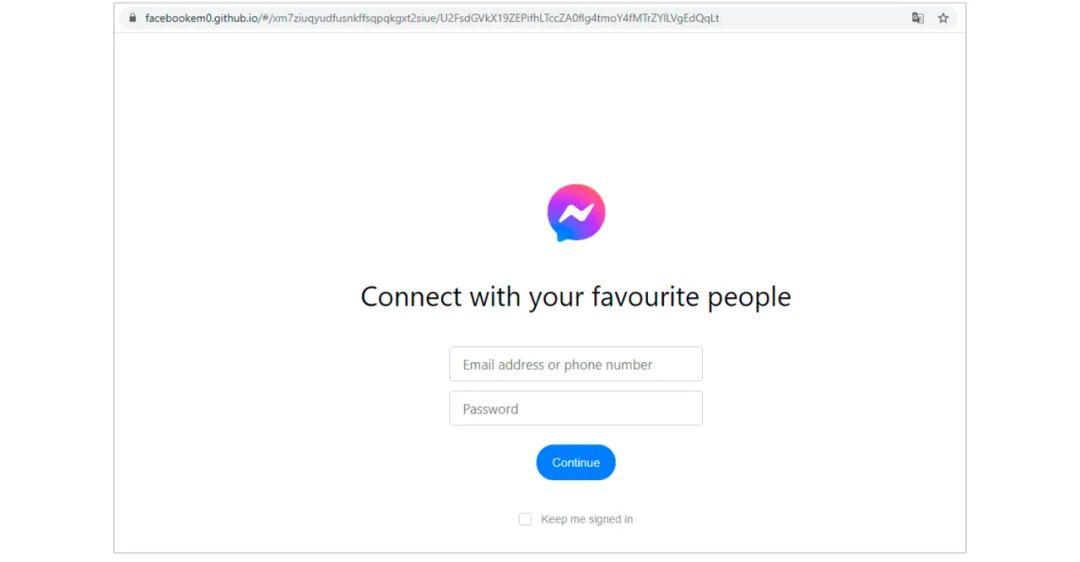 facebookem0.github.io/#/xm7ziuqyudfusnkffsqpqkgxt2siue/U2FsdGVkX19ZEPifhLTccZA0flg4tmoY4fMTrZYlLVgEdQqLt
Connect with your favourite people
Email address or phone number
Password
Continue
Keep me signed in